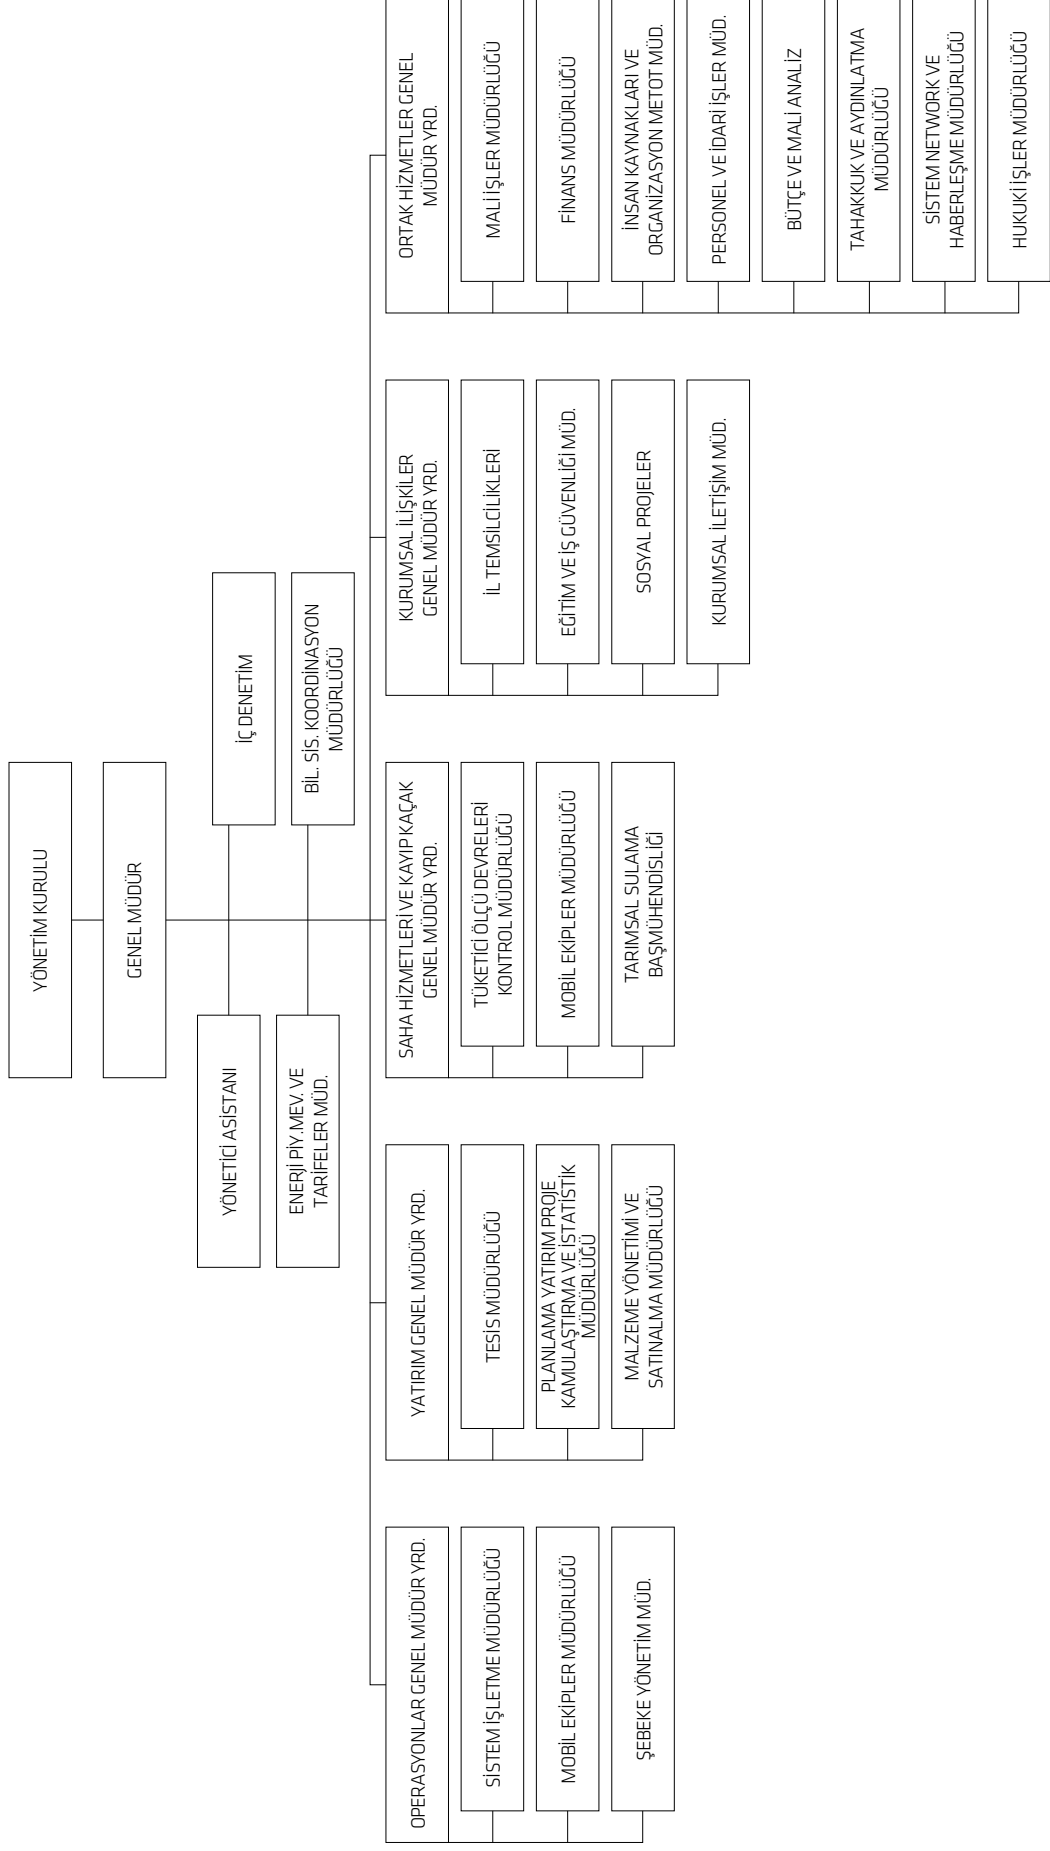 YÖNETİM KURULU
GENEL MÜDÜR
YÖNETİCİ ASİSTANI
İÇ DENETİM
ENERJİ PİY.MEV. VE
TARİFELER MÜD.
BİL. SİS. KOORDİNASYON
MÜDÜRLÜĞÜ
OPERASYONLAR GENEL MÜDÜR YRD.
SİSTEM İŞLETME MÜDÜRLÜĞÜ
MOBİL EKİPLER MÜDÜRLÜĞÜ
ŞEBEKE YÖNETİM MÜD.
YATIRIM GENEL MÜDÜR YRD.
TESİS MÜDÜRLÜĞÜ
PLANLAMA YATIRIM PROJE
KAMULAŞTIRMA VE İSTATİSTİK
MÜDÜRLÜĞÜ
MALZEME YÖNETİMİ VE
SATINALMA MÜDÜRLÜĞÜ
SAHA HİZMETLERİ VE KAYIP KAÇAK
GENEL MÜDÜR YRD.
TÜKETİCİ ÖLÇÜ DEVRELERİ
KONTROL MÜDÜRLÜĞÜ
MOBİL EKİPLER MÜDÜRLÜĞÜ
TARIMSAL SULAMA
BAŞMÜHENDİSLİĞİ
KURUMSAL İLİŞKİLER
GENEL MÜDÜR YRD.
İL TEMSİLCİLİKLERİ
EĞİTİM VE İŞ GÜVENLİĞİ MÜD.
SOSYAL PROJELER
KURUMSAL İLETİŞİM MÜD.
ORTAK HİZMETLER GENEL
MÜDÜR YRD.
MALİ İŞLER MÜDÜRLÜĞÜ
FİNANS MÜDÜRLÜĞÜ
İNSAN KAYNAKLARI VE
ORGANİZASYON METOT MÜD.
PERSONEL VE İDARİ İŞLER MÜD.
BÜTÇE VE MALİ ANALİZ
TAHAKKUK VE AYDINLATMA
MÜDÜRLÜĞÜ
SİSTEM NETWORK VE
HABERLEŞME MÜDÜRLÜĞÜ
HUKUKİ İŞLER MÜDÜRLÜĞÜ